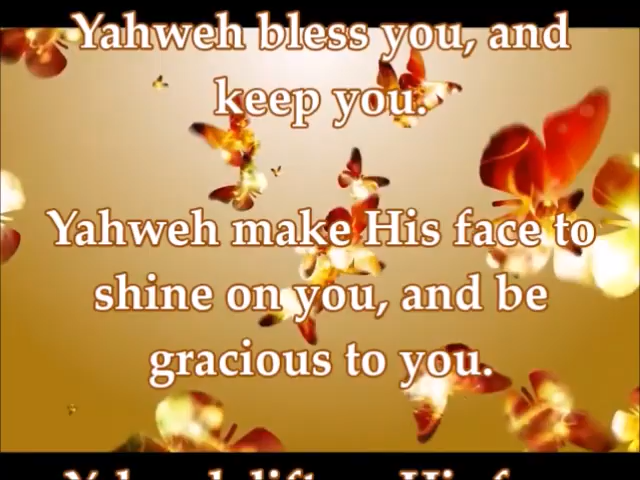 Yahweh bless you, and
keep you.
Yahweh make His face to
shine on you, and be
gracious to you.